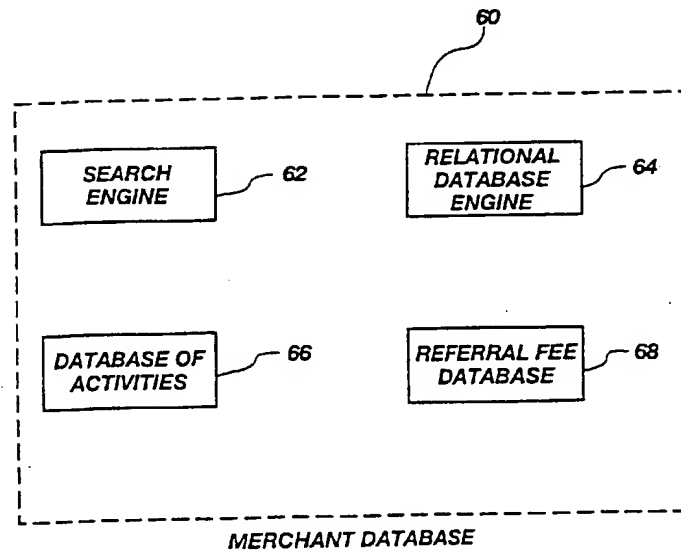 60
SEARCH
ENGINE
62
RELATIONAL
DATABASE
ENGINE
64
DATABASE OF
ACTIVITIES
66
REFERRAL FEE
DATABASE
68
MERCHANT DATABASE